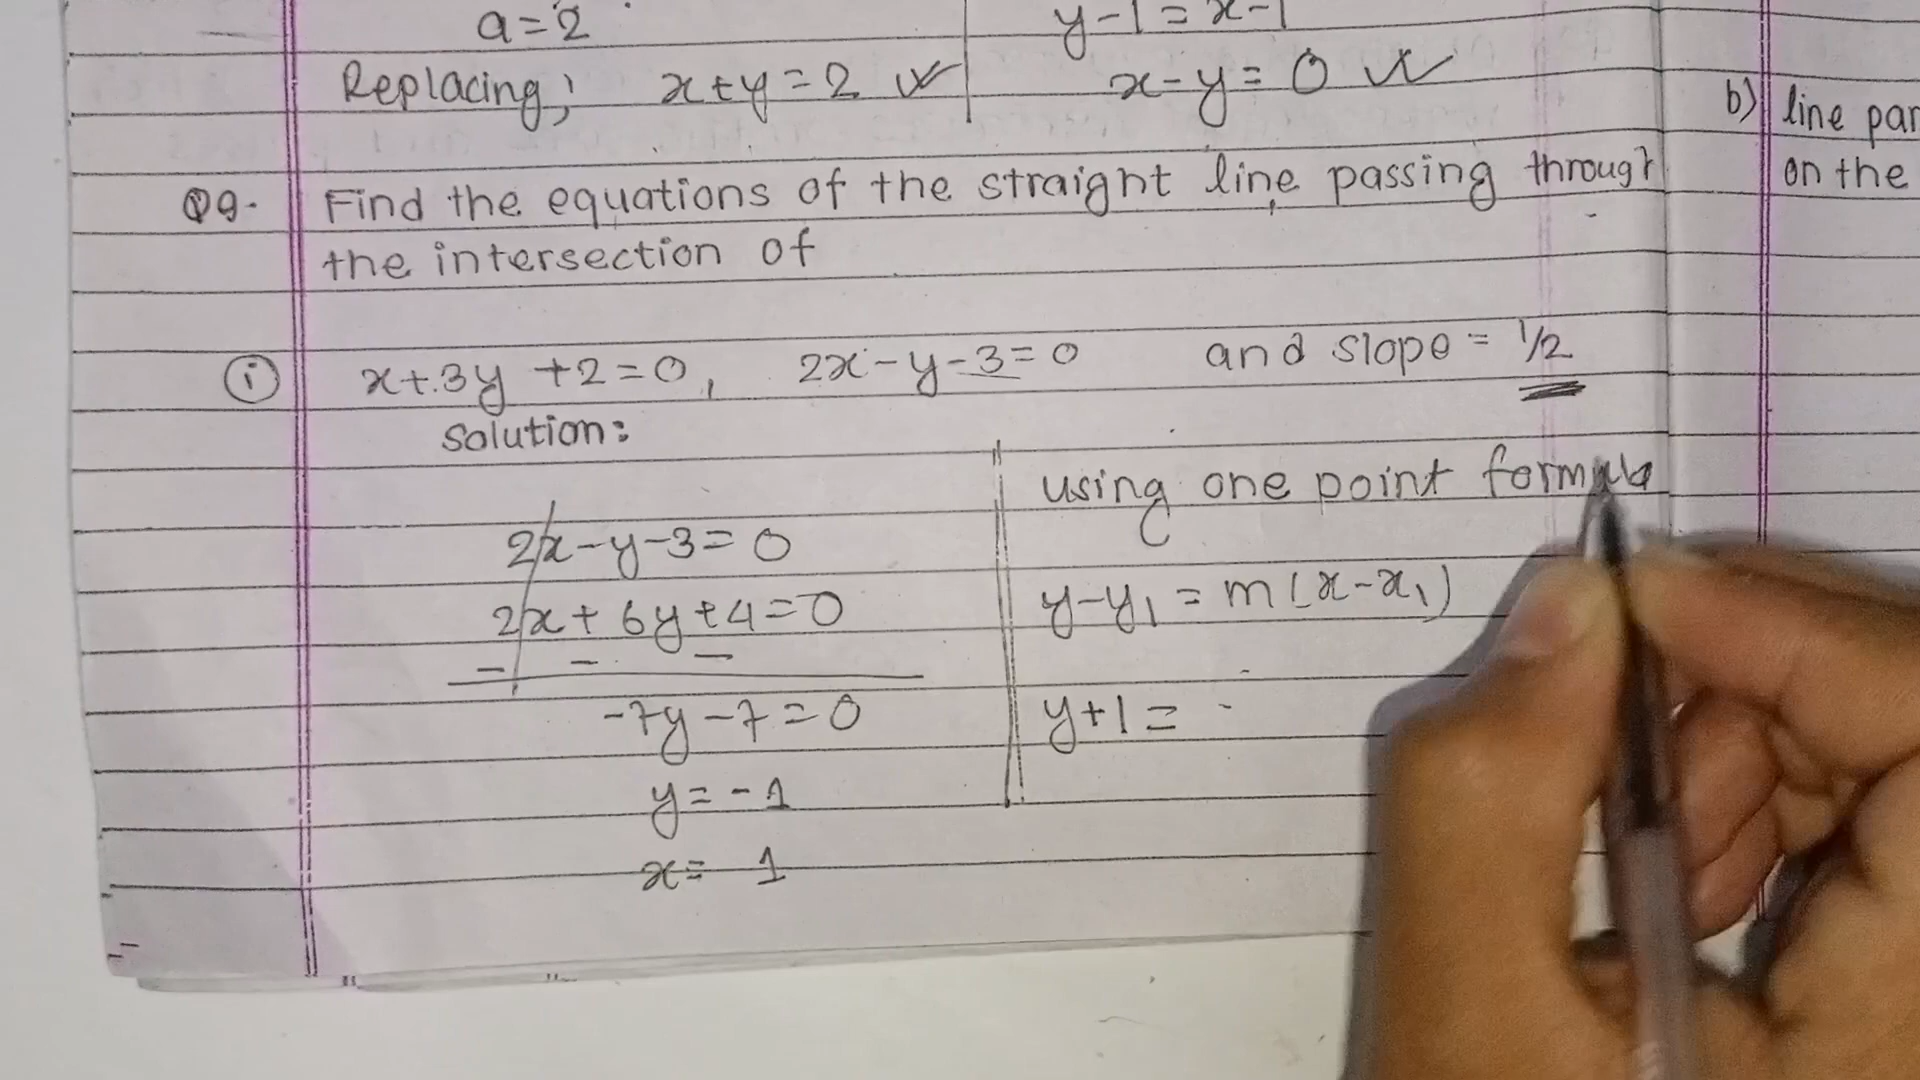 a=2
y-1=x-1
Replacing; x+y=2
x-y=0
b) line par
on the
Q9. Find the equations of the straight line passing through
the intersection of
(i) x+3y+2=0, 2x-y-3=0 and slope = 1/2
solution:
2x-y-3=0
2x+6y+4=0
- - -
-7y-7=0
y=-1
x= 1
using one point formula
y-y₁=m(x-x₁)
y+1=